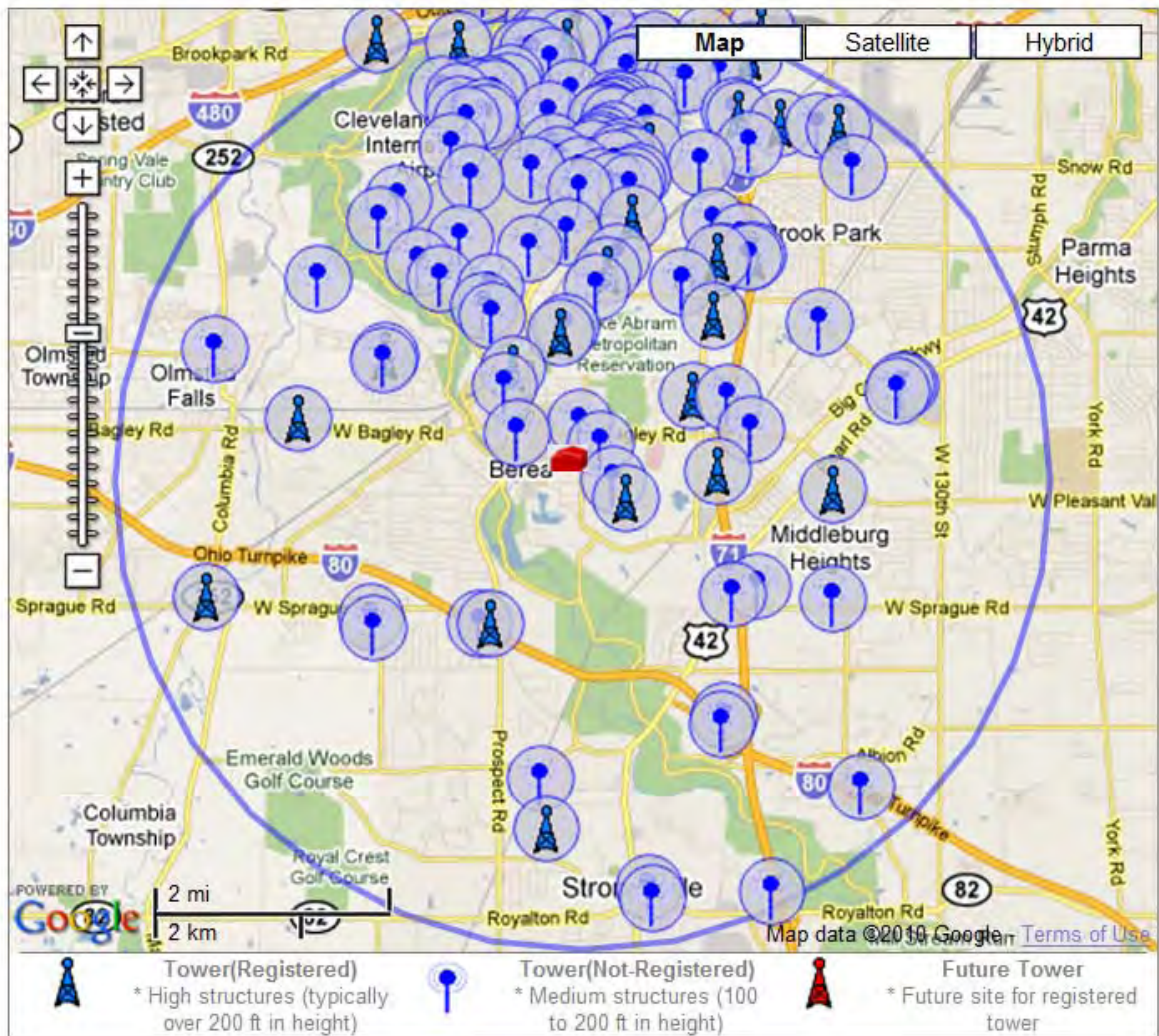 Map
Satellite
Hybrid
Brookpark Rd
480
252
Snow Rd
Stumph Rd
Brook Park
Parma
Heights
42
Olmsted
Township
Falls
Reservation
Bagley Rd
W Bagley Rd
Berea
York Rd
W 130th St
Columbia Rd
W Pleasant Val
Ohio Turnpike
80
71
Middleburg
Heights
Sprague Rd
W Sprague Rd
42
Prospect Rd
Emerald Woods
Golf Course
Albion Rd
80
Turnpike
Columbia
Township
Royal Crest
Golf Course
York Rd
POWERED BY
Google
2 mi
2 km
Royalton Rd
82
Royalton Rd
Map data ©2010 Google - Terms of Use
Tower(Registered)
* High structures (typically
over 200 ft in height)
Tower(Not-Registered)
* Medium structures (100
to 200 ft in height)
Future Tower
* Future site for registered
tower